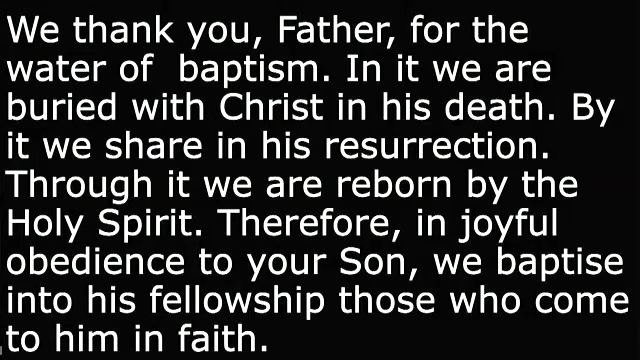 We thank you, Father, for the
water of  baptism. In it we are
buried with Christ in his death. By
it we share in his resurrection.
Through it we are reborn by the
Holy Spirit. Therefore, in joyful
obedience to your Son, we baptise
into his fellowship those who come
to him in faith.